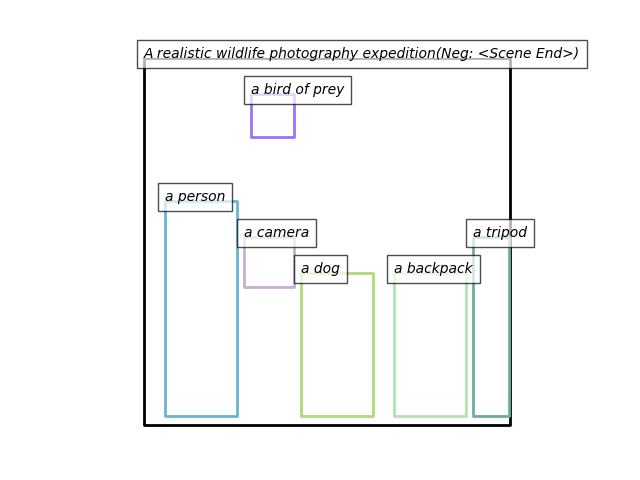 A realistic wildlife photography expedition(Neg: <Scene End>)
a bird of prey
a person
a camera
a tripod
a dog
a backpack